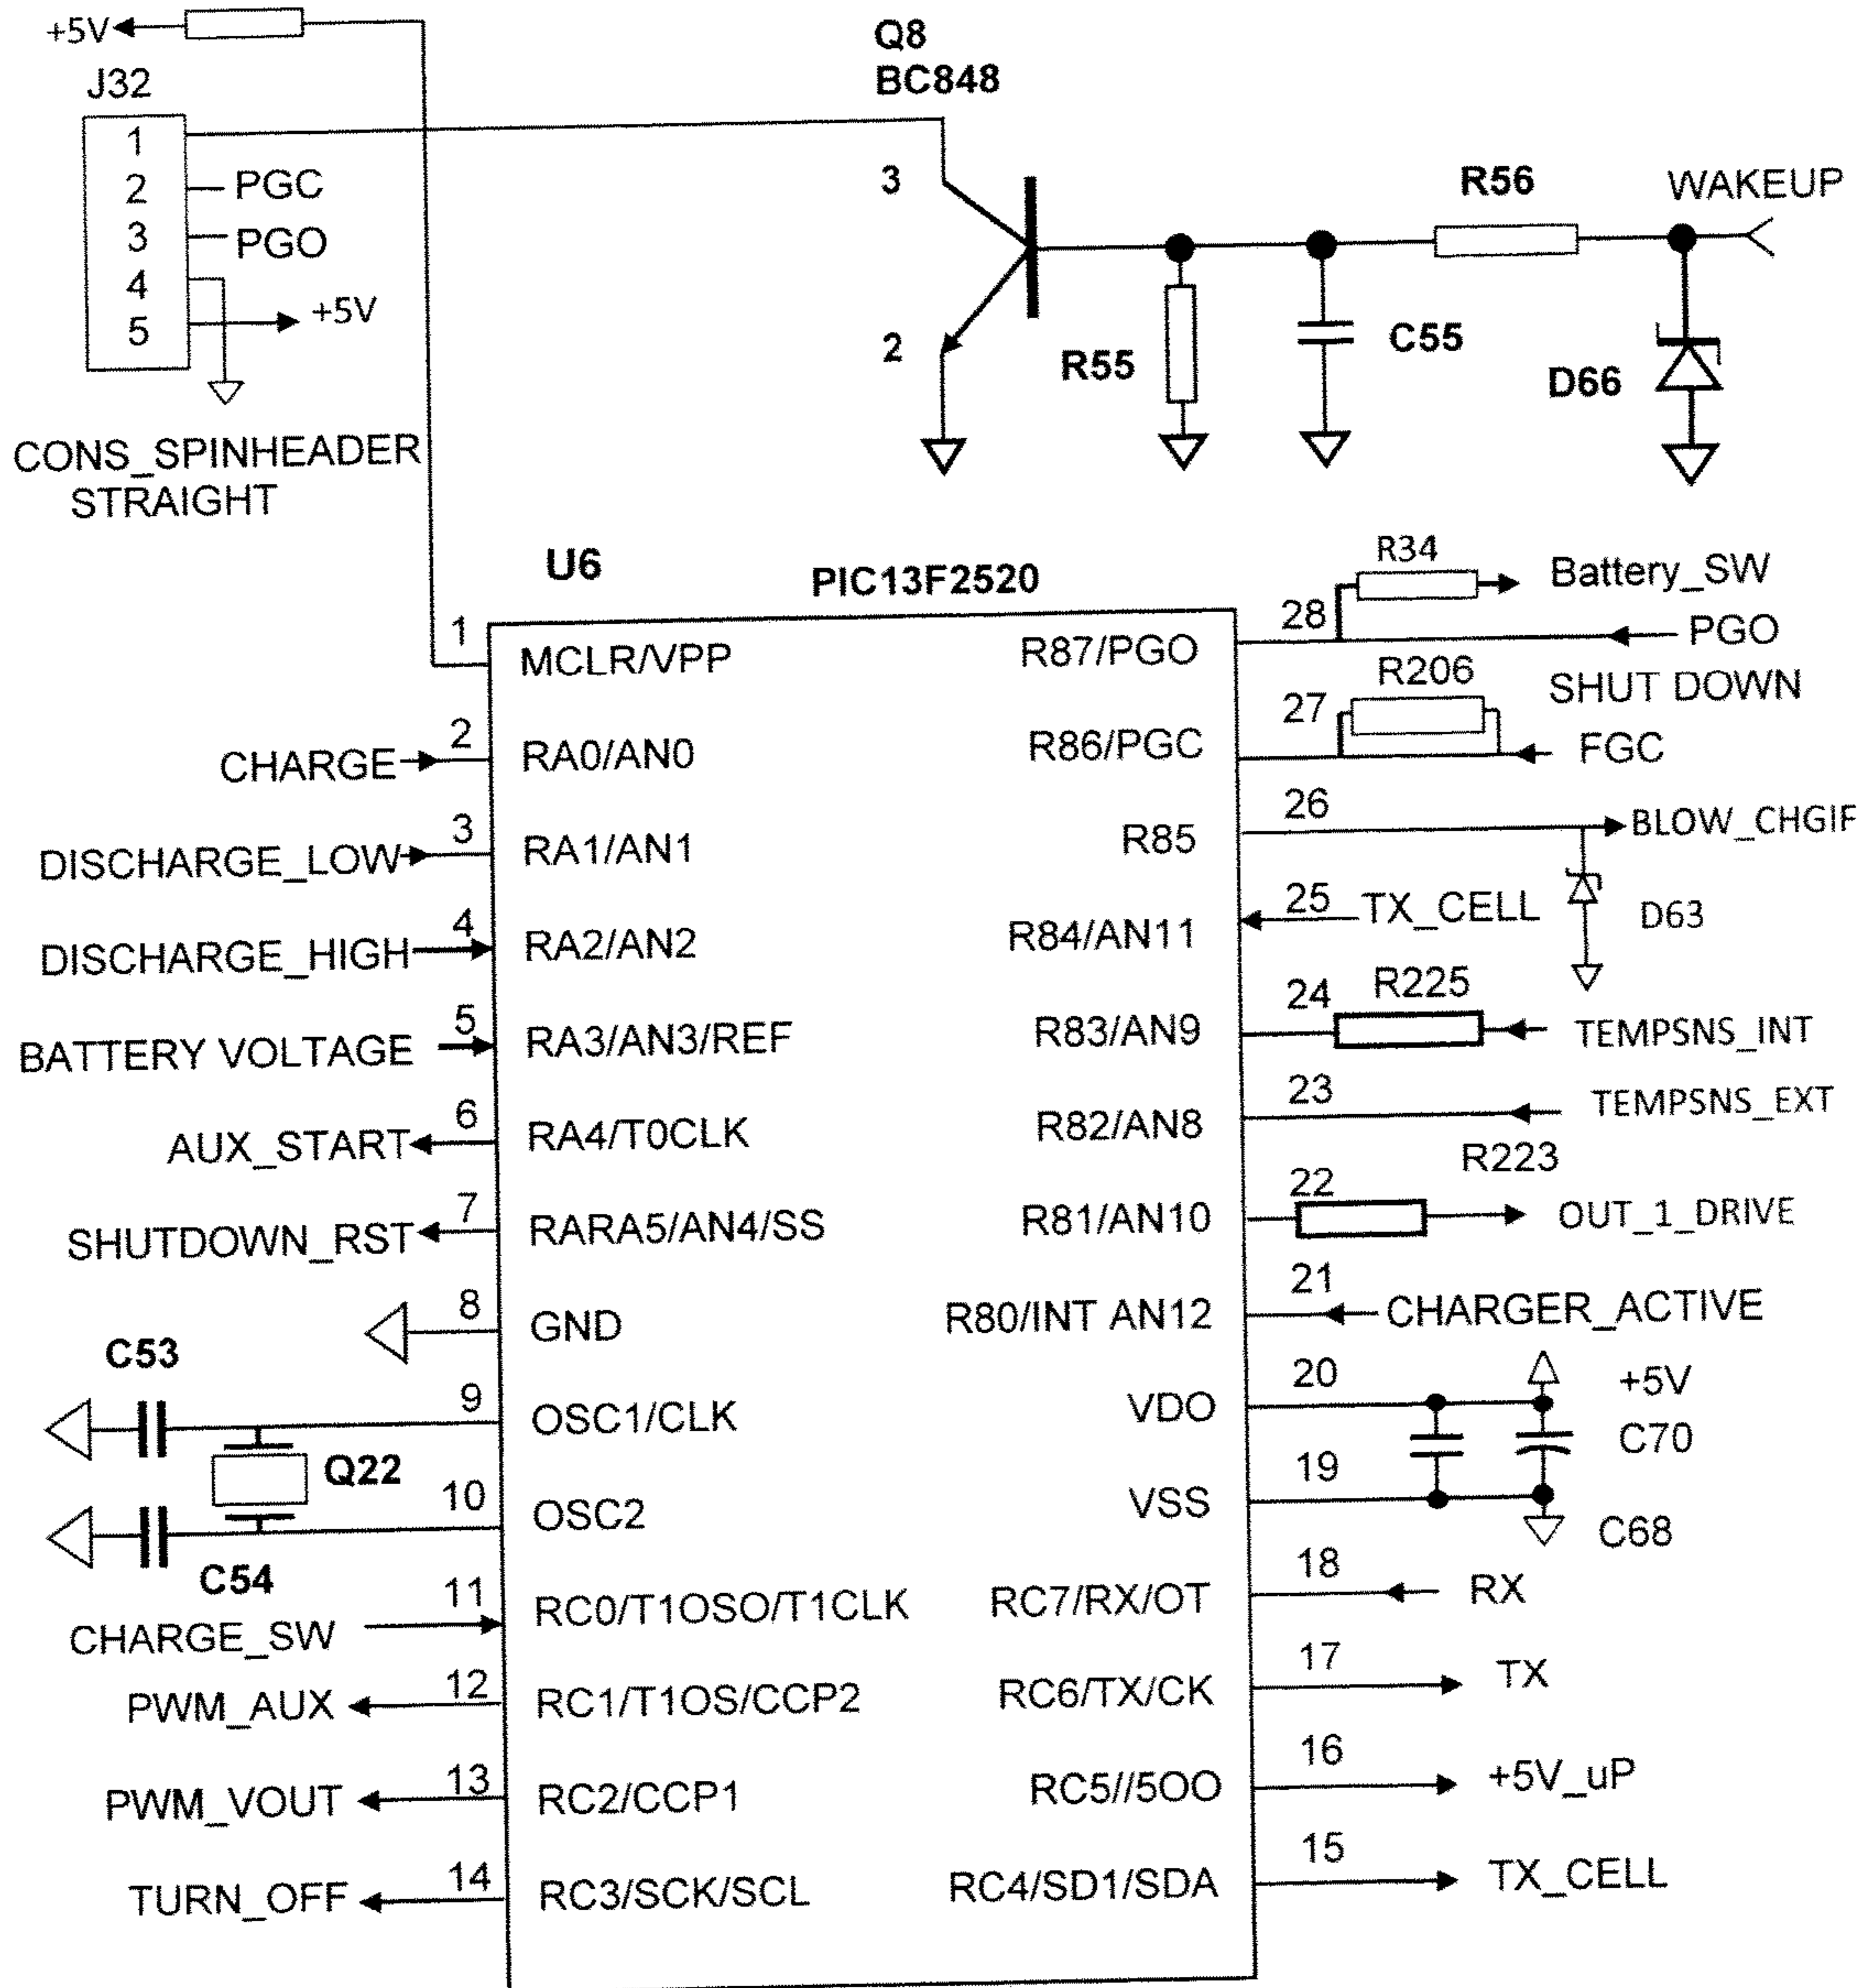 +5V
J32
1
2
3
4
5
PGC
PGO
+5V
CONS_SPINHEADER
STRAIGHT
Q8
BC848
3
2
R55
C55
R56
WAKEUP
D66
U6
PIC13F2520
1
MCLR/VPP
CHARGE
2
RA0/AN0
DISCHARGE_LOW
3
RA1/AN1
DISCHARGE_HIGH
4
RA2/AN2
BATTERY VOLTAGE
5
RA3/AN3/REF
AUX_START
6
RA4/T0CLK
SHUTDOWN_RST
7
RARA5/AN4/SS
8
GND
C53
9
OSC1/CLK
Q22
10
OSC2
C54
CHARGE_SW
11
RC0/T1OSO/T1CLK
PWM_AUX
12
RC1/T1OS/CCP2
PWM_VOUT
13
RC2/CCP1
TURN_OFF
14
RC3/SCK/SCL
R87/PGO
28
R34
Battery_SW
PGO
R86/PGC
27
R206
SHUT DOWN
FGC
R85
26
BLOW_CHGIF
D63
R84/AN11
25
TX_CELL
R83/AN9
24
R225
TEMPSNS_INT
R82/AN8
23
TEMPSNS_EXT
R223
R81/AN10
22
OUT_1_DRIVE
R80/INT AN12
21
CHARGER_ACTIVE
VDO
20
+5V
C70
VSS
19
C68
RC7/RX/OT
18
RX
RC6/TX/CK
17
TX
RC5//5OO
16
+5V_uP
RC4/SD1/SDA
15
TX_CELL